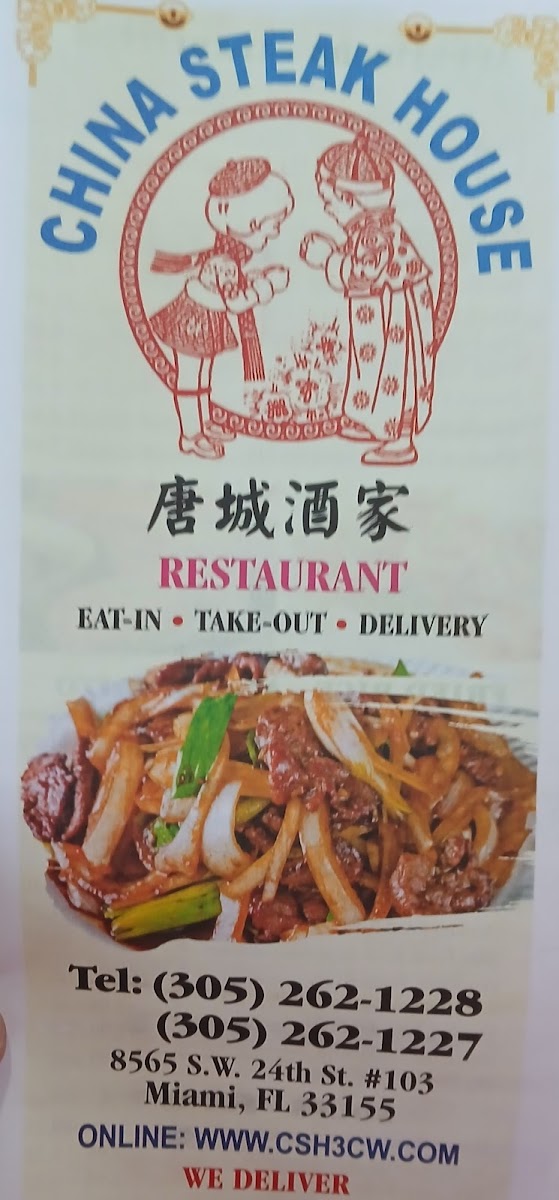 CHINA STEAK HOUSE
唐城酒家
RESTAURANT
EAT-IN • TAKE-OUT • DELIVERY
Tel: (305) 262-1228
(305) 262-1227
8565 S.W. 24th St. #103
Miami, FL 33155
ONLINE: WWW.CSH3CW.COM
WE DELIVER